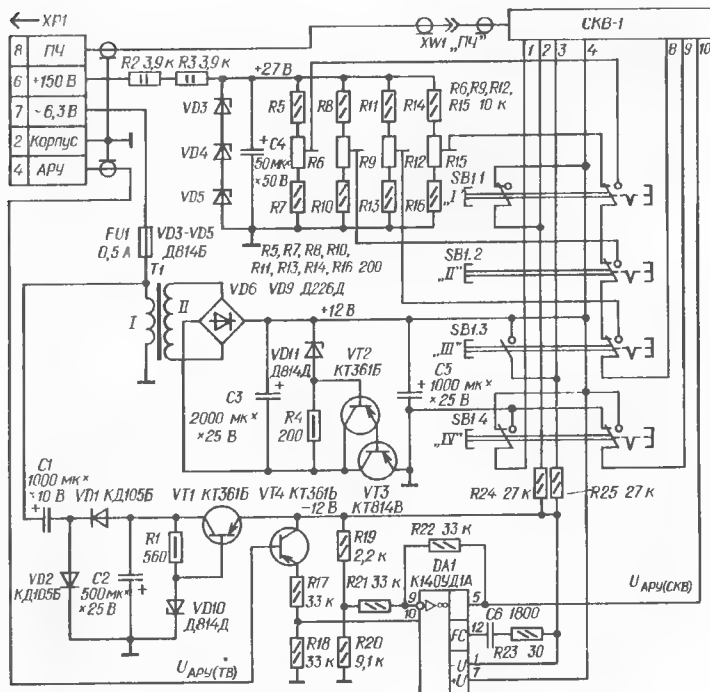 XP1
СКВ-1
8 ПЧ
6 +150 В
7 ~6,3 В
2 Корпус
4 АРУ
R2 3,9 к
R3 3,9 к
XW1 „ПЧ"
1 2 3 4 8 9 10
+27 В
VD3
VD4
VD5
C4
50 мк×
×50 В
R5
R6
R7
R8
R9
R10
R11
R12
R13
R14
R15
R16
R6, R9, R12,
R15 10 к
SB1.1
„I"
SB1.2
„II"
SB1.3
„III"
SB1.4
„IV"
FU1
0,5 А
VD3-VD5
Д814Б
R5, R7, R8, R10,
R11, R13, R14, R16 200
T1
I
II
VD6 VD9 Д226Д
+12 В
VD11
Д814Д
VT2
КТ361Б
C3
2000 мк×
×25 В
R4
200
C5
1000 мк×
×25 В
VT3
КТ814В
C1
1000 мк×
×10 В
VD1 КД105Б
VT1 КТ361Б
VT4 КТ361Б
-12 В
R24 27 к
R25 27 к
VD2
КД105Б
C2
500 мк×
×25 В
R1
560
VD10
Д814Д
R17
33 к
R18
33 к
R19
2,2 к
R20
9,1 к
R21 33 к
R22 33 к
DA1
К140УД1А
9
10
5
FC
12
-U
1
+U
7
C6 1800
R23 30
U АРУ(СКВ)
U АРУ(ТВ)